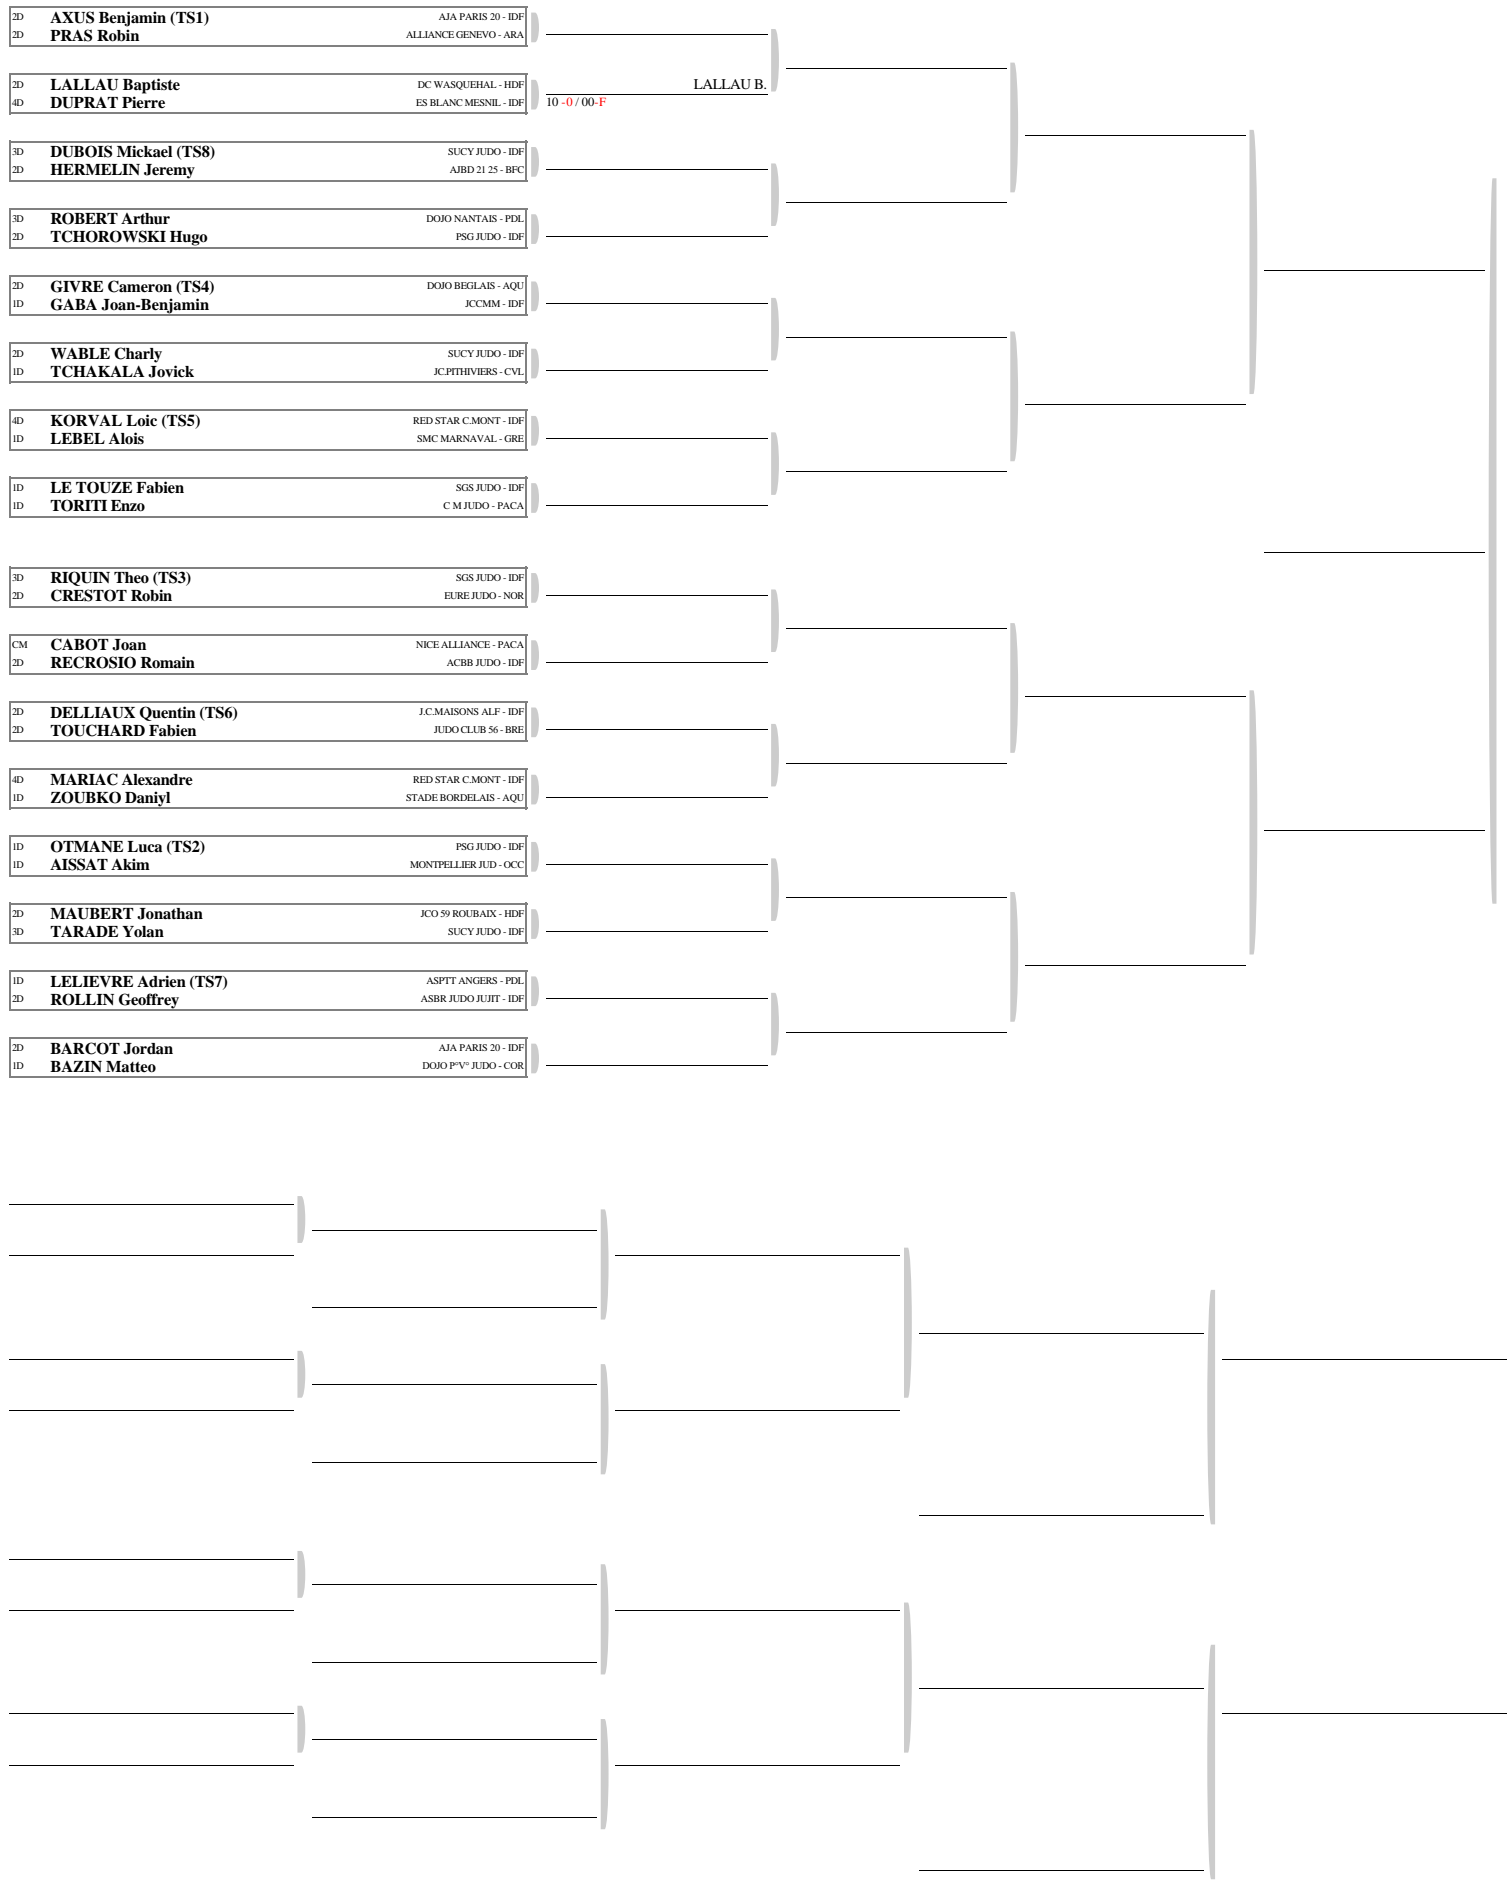 2D AXUS Benjamin (TS1) AJA PARIS 20 - IDF
2D PRAS Robin ALLIANCE GENEVO - ARA
2D LALLAU Baptiste DC WASQUEHAL - HDF LALLAU B.
4D DUPRAT Pierre ES BLANC MESNIL - IDF 10 -0 / 00-F
3D DUBOIS Mickael (TS8) SUCY JUDO - IDF
2D HERMELIN Jeremy AJBD 21 25 - BFC
3D ROBERT Arthur DOJO NANTAIS - PDL
2D TCHOROWSKI Hugo PSG JUDO - IDF
2D GIVRE Cameron (TS4) DOJO BEGLAIS - AQU
1D GABA Joan-Benjamin JCCMM - IDF
2D WABLE Charly SUCY JUDO - IDF
1D TCHAKALA Jovick JC.PITHIVIERS - CVL
4D KORVAL Loic (TS5) RED STAR C.MONT - IDF
1D LEBEL Alois SMC MARNAVAL - GRE
1D LE TOUZE Fabien SGS JUDO - IDF
1D TORITI Enzo C M JUDO - PACA
3D RIQUIN Theo (TS3) SGS JUDO - IDF
2D CRESTOT Robin EURE JUDO - NOR
CM CABOT Joan NICE ALLIANCE - PACA
2D RECROSIO Romain ACBB JUDO - IDF
2D DELLIAUX Quentin (TS6) J.C.MAISONS ALF - IDF
2D TOUCHARD Fabien JUDO CLUB 56 - BRE
4D MARIAC Alexandre RED STAR C.MONT - IDF
1D ZOUBKO Daniyl STADE BORDELAIS - AQU
1D OTMANE Luca (TS2) PSG JUDO - IDF
1D AISSAT Akim MONTPELLIER JUD - OCC
2D MAUBERT Jonathan JCO 59 ROUBAIX - HDF
3D TARADE Yolan SUCY JUDO - IDF
1D LELIEVRE Adrien (TS7) ASPTT ANGERS - PDL
2D ROLLIN Geoffrey ASBR JUDO JUJIT - IDF
2D BARCOT Jordan AJA PARIS 20 - IDF
1D BAZIN Matteo DOJO P°V° JUDO - COR